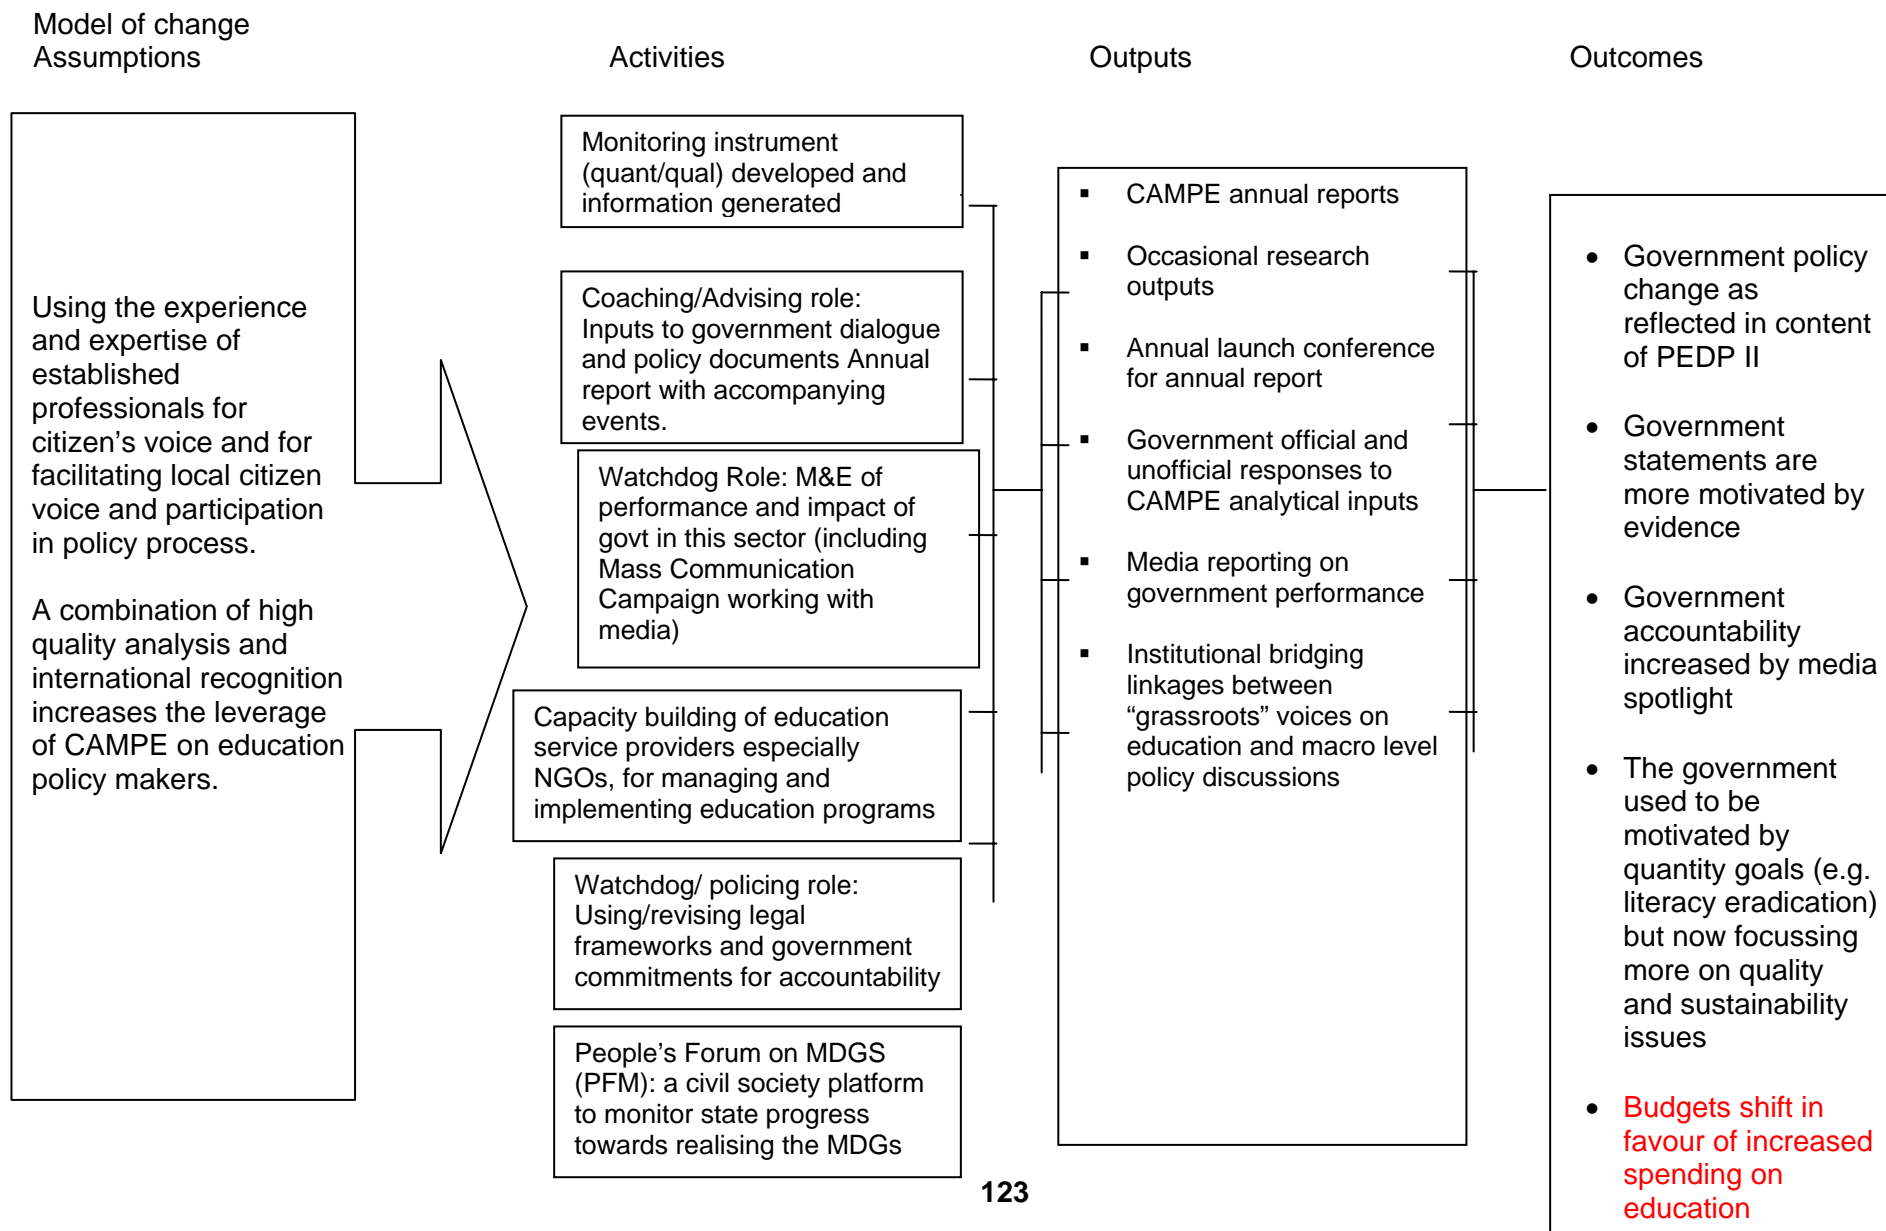 Model of change
Assumptions
Activities
Outputs
Outcomes
Using the experience
and expertise of
established
professionals for
citizen’s voice and for
facilitating local citizen
voice and participation
in policy process.
A combination of high
quality analysis and
international recognition
increases the leverage
of CAMPE on education
policy makers.
Monitoring instrument
(quant/qual) developed and
information generated
Coaching/Advising role:
Inputs to government dialogue
and policy documents Annual
report with accompanying
events.
Watchdog Role: M&E of
performance and impact of
govt in this sector (including
Mass Communication
Campaign working with
media)
Capacity building of education
service providers especially
NGOs, for managing and
implementing education programs
Watchdog/ policing role:
Using/revising legal
frameworks and government
commitments for accountability
People’s Forum on MDGS
(PFM): a civil society platform
to monitor state progress
towards realising the MDGs
▪ CAMPE annual reports
▪ Occasional research
outputs
▪ Annual launch conference
for annual report
▪ Government official and
unofficial responses to
CAMPE analytical inputs
▪ Media reporting on
government performance
▪ Institutional bridging
linkages between
“grassroots” voices on
education and macro level
policy discussions
• Government policy
change as
reflected in content
of PEDP II
• Government
statements are
more motivated by
evidence
• Government
accountability
increased by media
spotlight
• The government
used to be
motivated by
quantity goals (e.g.
literacy eradication)
but now focussing
more on quality
and sustainability
issues
• Budgets shift in
favour of increased
spending on
education
123